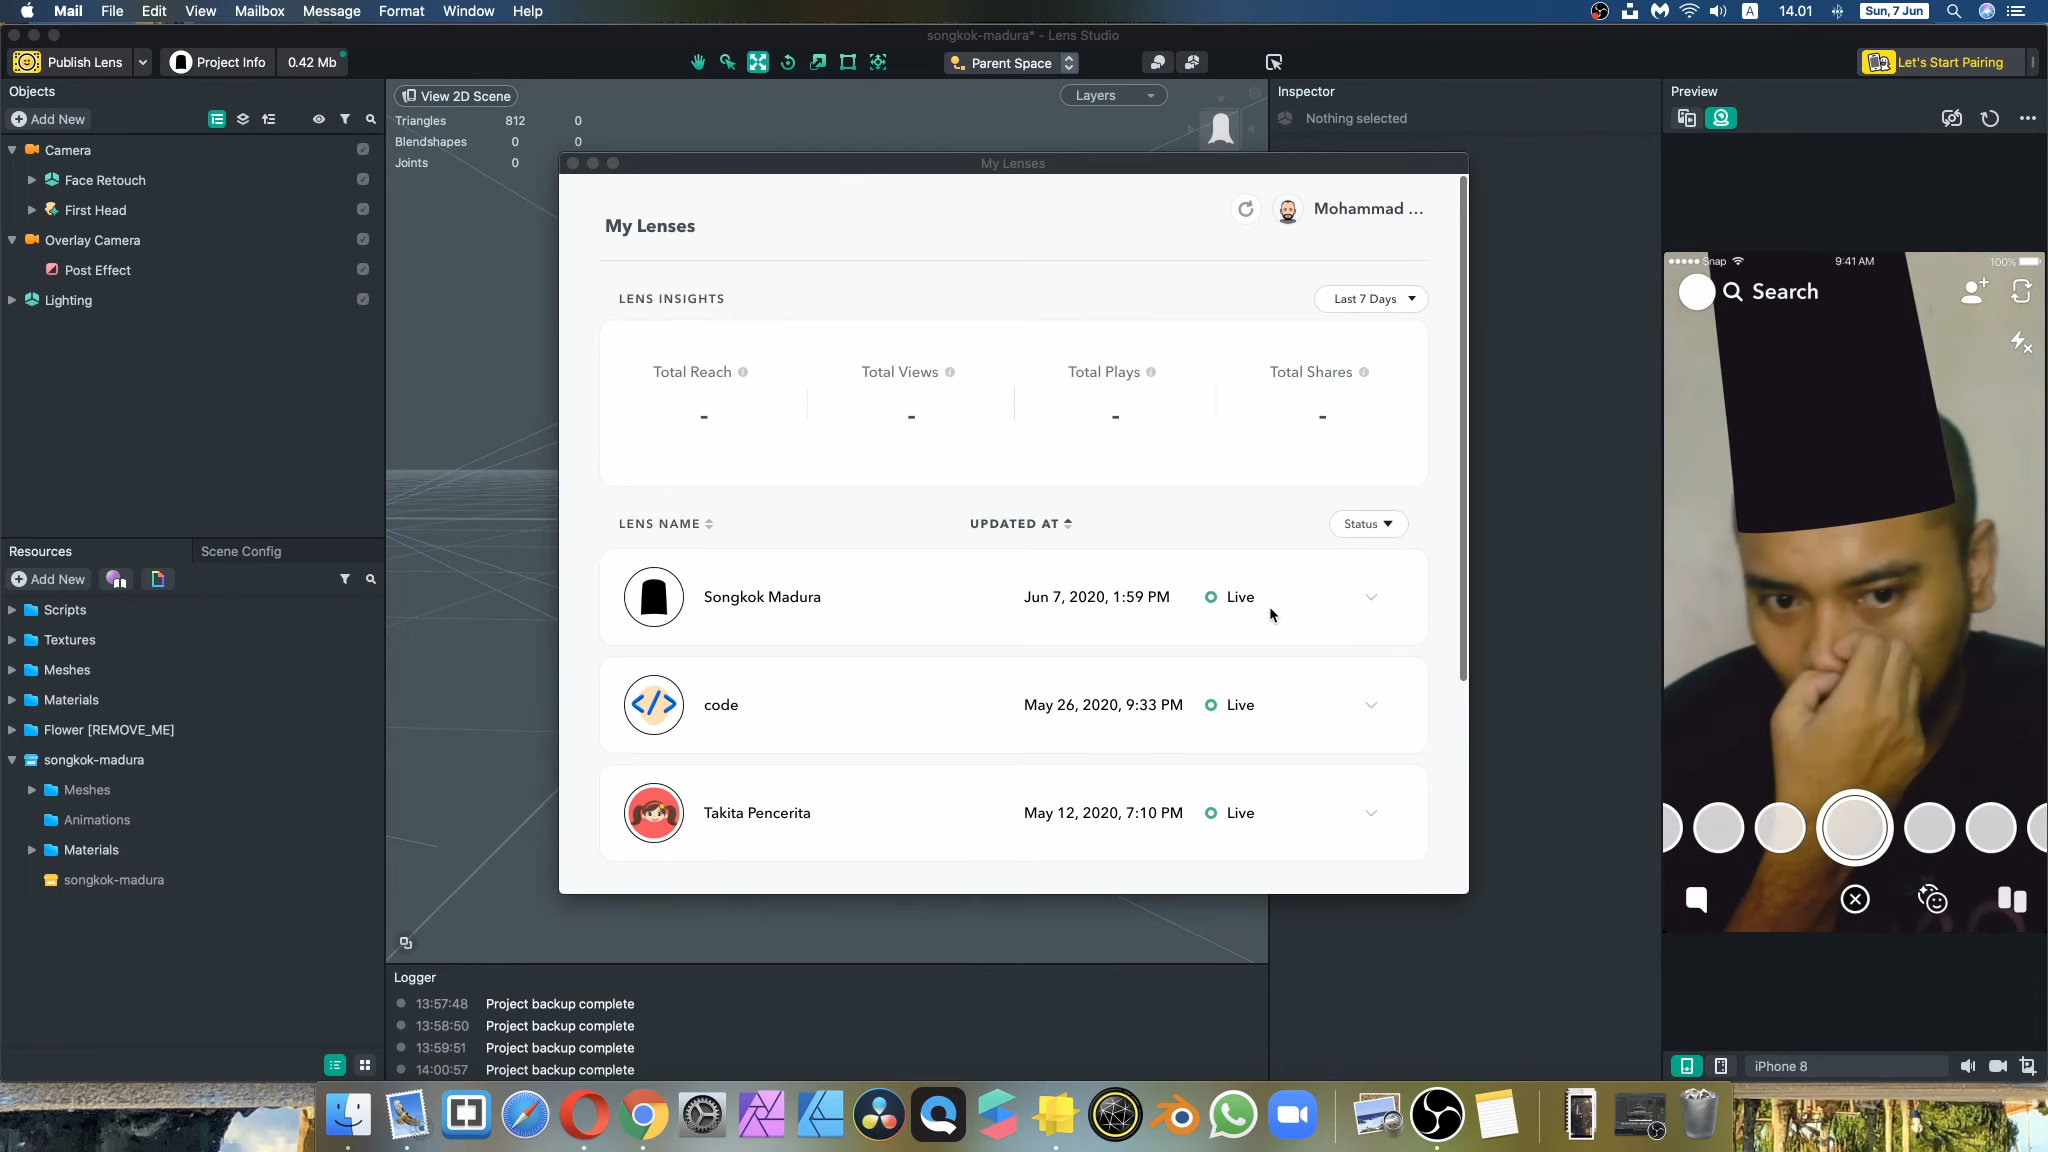 Mail File Edit View Mailbox Message Format Window Help
A 14.01 Sun, 7 Jun
songkok-madura* - Lens Studio
Publish Lens Project Info 0.42 Mb
Parent Space
Let's Start Pairing
Objects
Add New
Camera
Face Retouch
First Head
Overlay Camera
Post Effect
Lighting
Resources Scene Config
Add New
Scripts
Textures
Meshes
Materials
Flower [REMOVE_ME]
songkok-madura
Meshes
Animations
Materials
songkok-madura
View 2D Scene
Layers
Triangles 812 0
Blendshapes 0 0
Joints 0
My Lenses
My Lenses
Mohammad ...
LENS INSIGHTS
Last 7 Days
Total Reach Total Views Total Plays Total Shares
- - - -
LENS NAME UPDATED AT Status
Songkok Madura Jun 7, 2020, 1:59 PM Live
</> code May 26, 2020, 9:33 PM Live
Takita Pencerita May 12, 2020, 7:10 PM Live
Logger
13:57:48 Project backup complete
13:58:50 Project backup complete
13:59:51 Project backup complete
14:00:57 Project backup complete
Inspector
Nothing selected
Preview
Snap 9:41 AM 100%
Search
iPhone 8